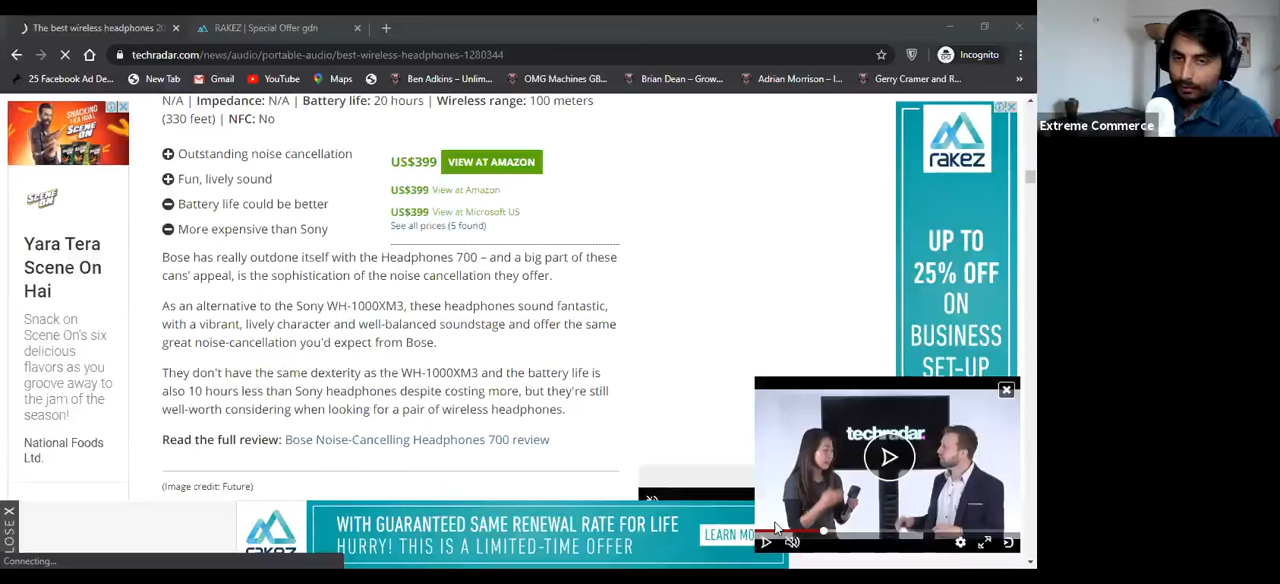 The best wireless headphones 20
RAKEZ | Special Offer gdn
techradar.com/news/audio/portable-audio/best-wireless-headphones-1280344
Incognito
25 Facebook Ad De...
New Tab
Gmail
YouTube
Maps
Ben Adkins – Unlim...
OMG Machines GB...
Brian Dean – Grow...
Adrian Morrison – I...
Gerry Cramer and R...
»
Extreme Commerce
N/A | Impedance: N/A | Battery life: 20 hours | Wireless range: 100 meters
(330 feet) | NFC: No
Outstanding noise cancellation
Fun, lively sound
Battery life could be better
More expensive than Sony
US$399 VIEW AT AMAZON
US$399 View at Amazon
US$399 View at Microsoft US
See all prices (5 found)
Bose has really outdone itself with the Headphones 700 – and a big part of these
cans' appeal, is the sophistication of the noise cancellation they offer.
As an alternative to the Sony WH-1000XM3, these headphones sound fantastic,
with a vibrant, lively character and well-balanced soundstage and offer the same
great noise-cancellation you'd expect from Bose.
They don't have the same dexterity as the WH-1000XM3 and the battery life is
also 10 hours less than Sony headphones despite costing more, but they're still
well-worth considering when looking for a pair of wireless headphones.
Read the full review: Bose Noise-Cancelling Headphones 700 review
(Image credit: Future)
SCENE ON
SCENE ON
Yara Tera
Scene On
Hai
Snack on
Scene On's six
delicious
flavors as you
groove away to
the jam of the
season!
National Foods
Ltd.
rakez
UP TO
25% OFF
ON
BUSINESS
SET-UP
techradar.
CLOSE X
rakez
WITH GUARANTEED SAME RENEWAL RATE FOR LIFE
HURRY! THIS IS A LIMITED-TIME OFFER
LEARN MO
Connecting...